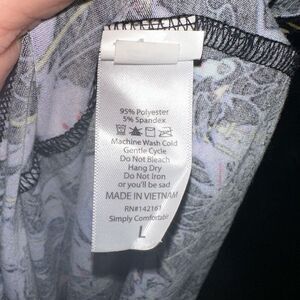 95% Polyester
5% Spandex
Machine Wash Cold
Gentle Cycle
Do Not Bleach
Hang Dry
Do Not Iron
or you'll be sad
MADE IN VIETNAM
RN#142161
Simply Comfortable
L